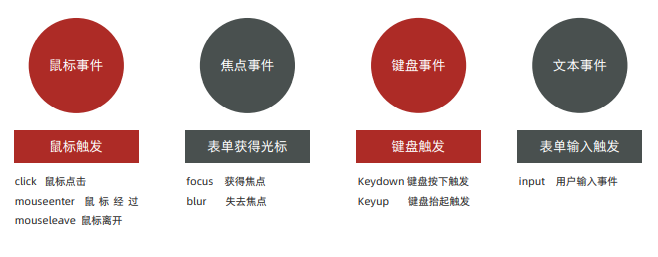 鼠标事件
焦点事件
键盘事件
文本事件
鼠标触发
表单获得光标
键盘触发
表单输入触发
click 鼠标点击
mouseenter 鼠标经过
mouseleave 鼠标离开
focus 获得焦点
blur 失去焦点
Keydown 键盘按下触发
Keyup 键盘抬起触发
input 用户输入事件